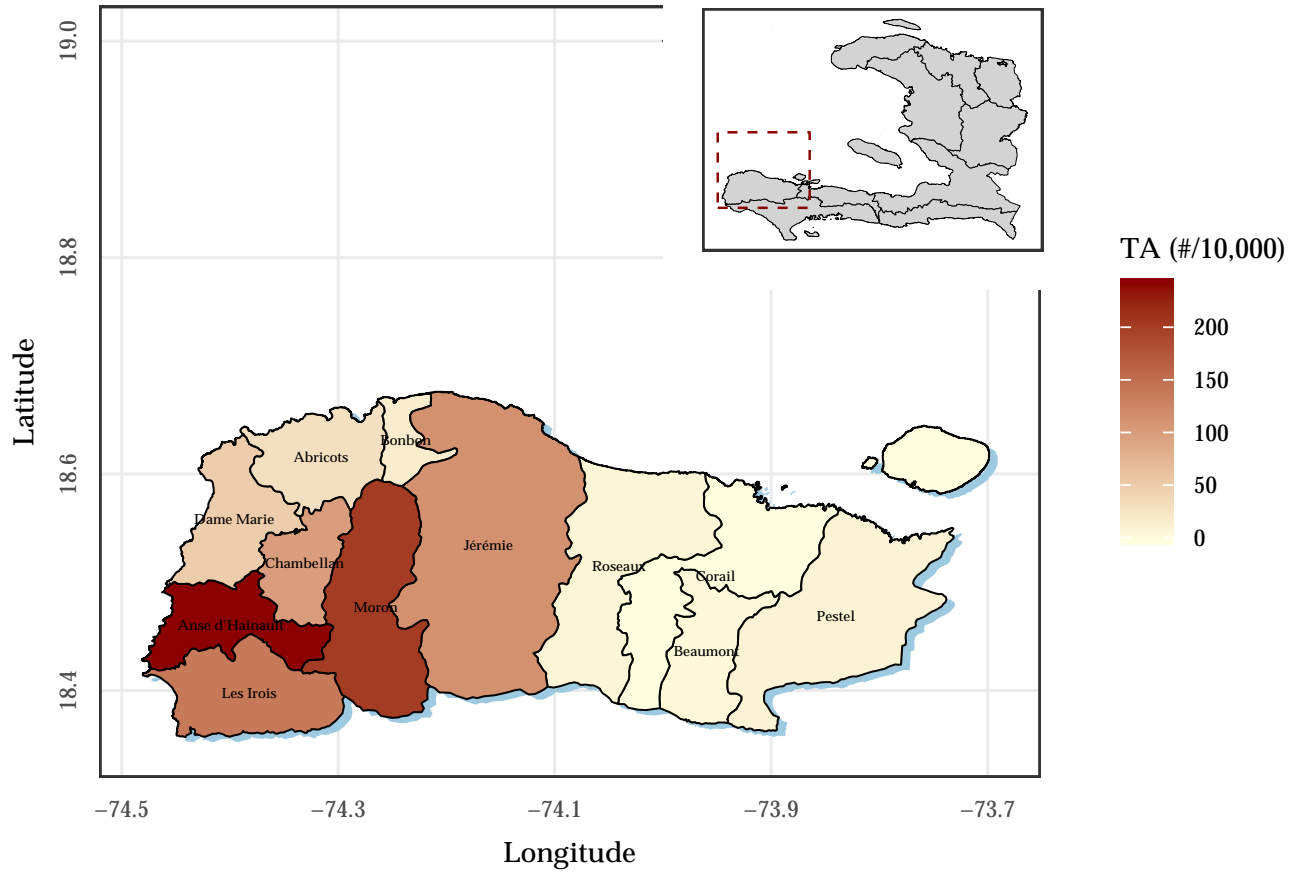 19.0
18.8
18.6
18.4
Latitude
−74.5
−74.3
−74.1
−73.9
−73.7
Longitude
TA (#/10,000)
200
150
100
50
0
Bonbon
Abricots
Dame Marie
Jérémie
Chambellan
Roseaux
Corail
Moron
Pestel
Anse d'Hainault
Beaumont
Les Irois